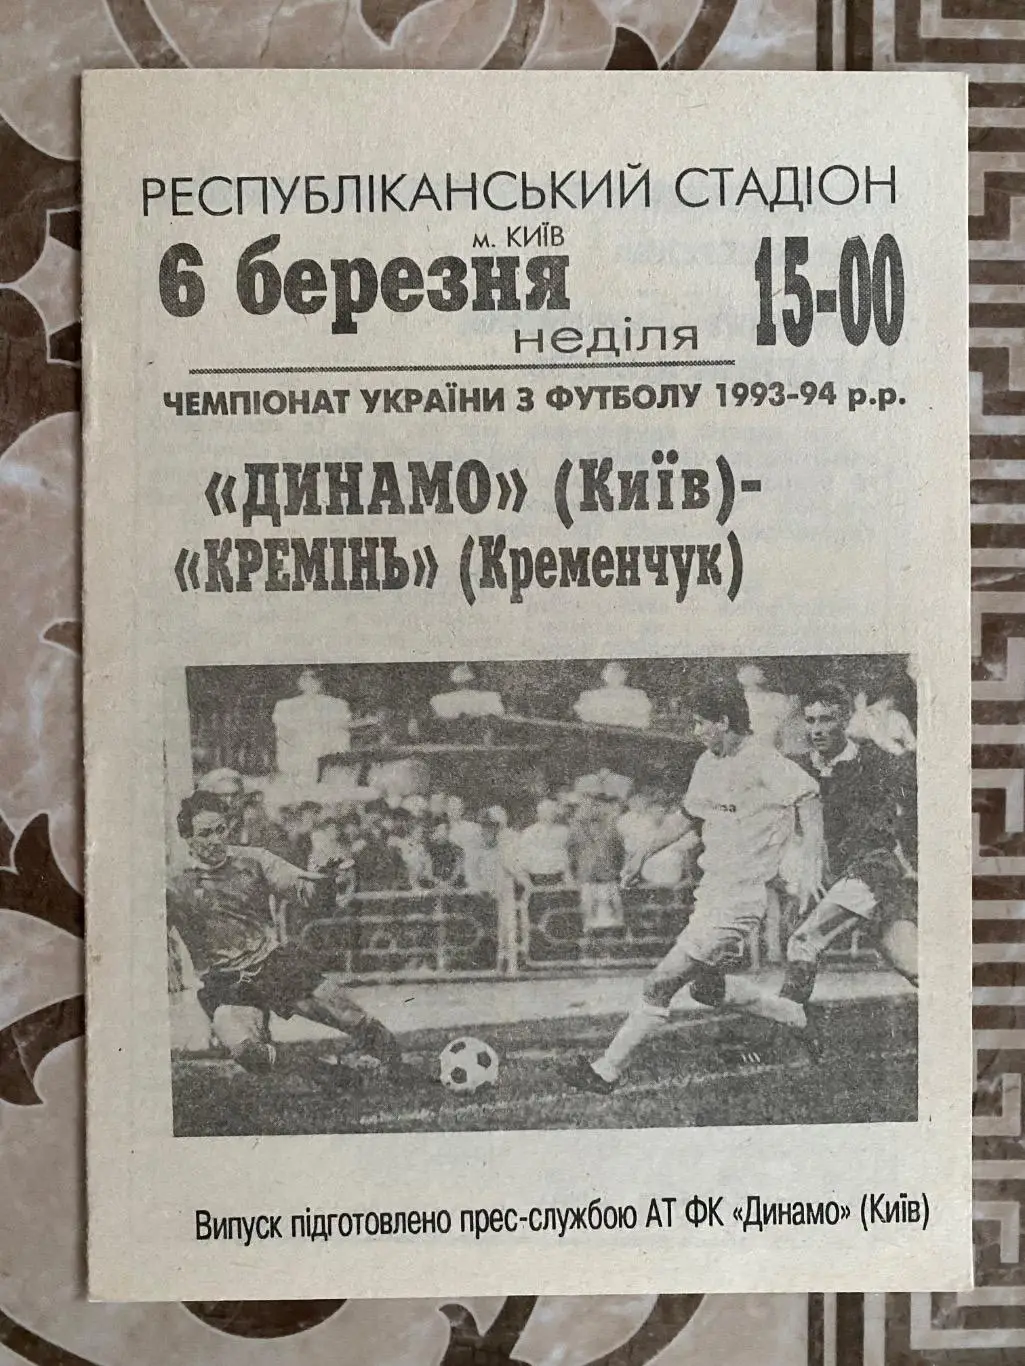 РЕСПУБЛІКАНСЬКИЙ СТАДІОН
м. КИЇВ
6 березня 15-00
неділя
ЧЕМПІОНАТ УКРАЇНИ З ФУТБОЛУ 1993-94 р.р.
«ДИНАМО» (Київ)-
«КРЕМІНЬ» (Кременчук)
Випуск підготовлено прес-службою АТ ФК «Динамо» (Київ)